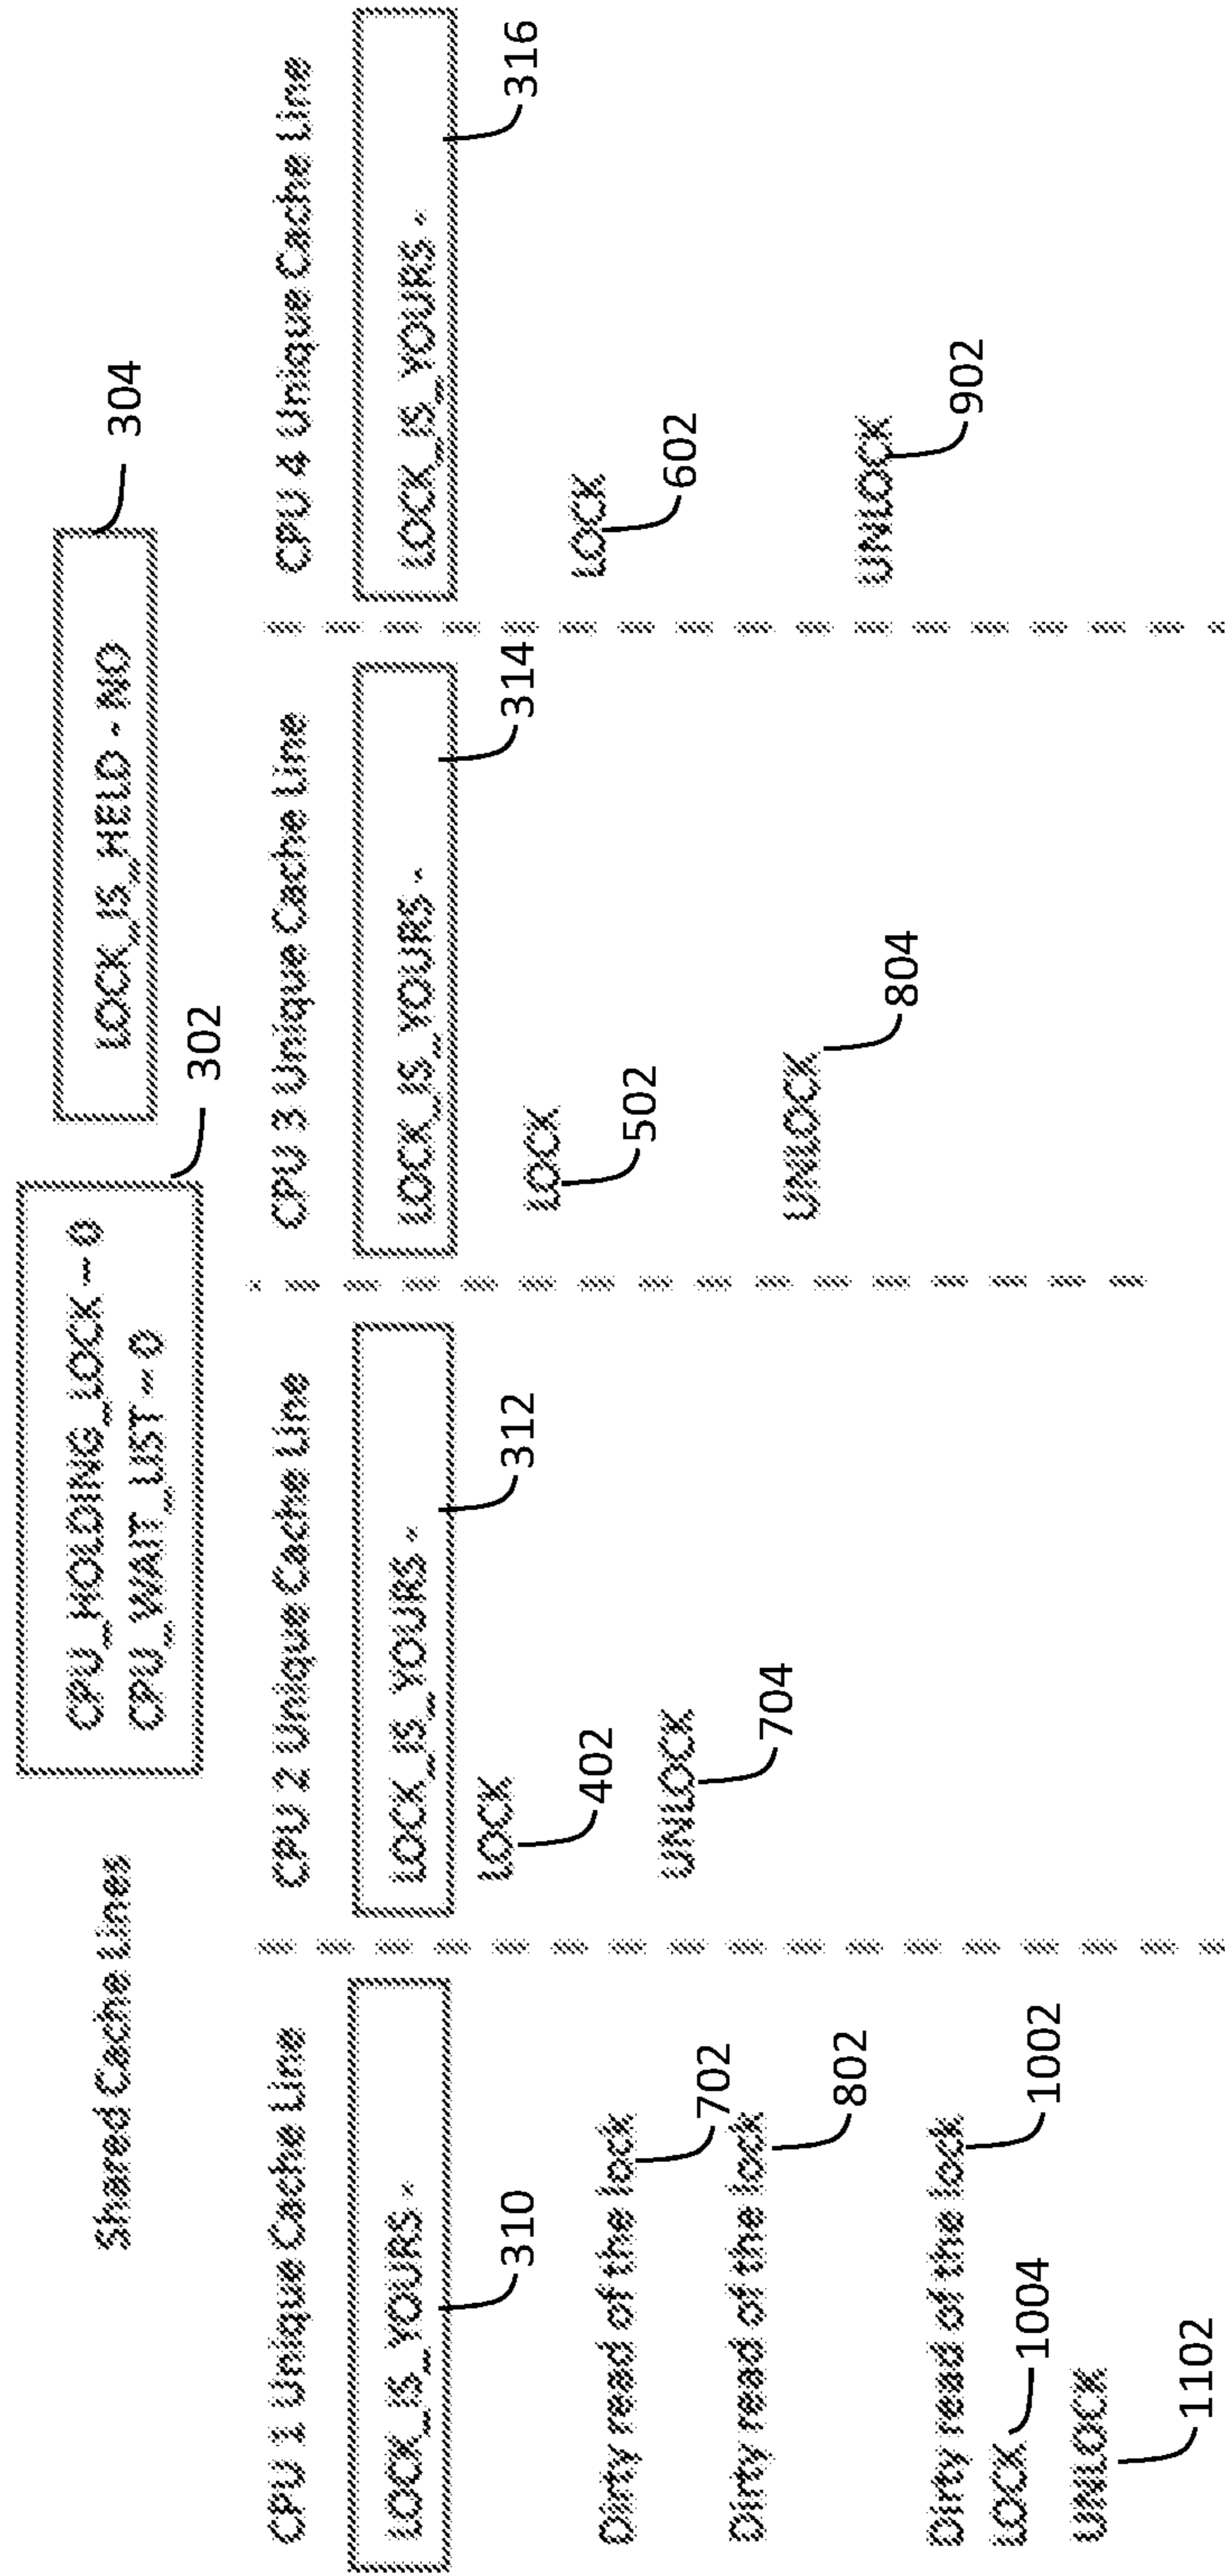 Shared Cache Lines
CPU_HOLDING_LOCK – 0
CPU_WAIT_LIST – 0
302
LOCK_IS_HELD - NO
304
CPU 1 Unique Cache Line
LOCK_IS_YOURS -
310
Dirty read of the lock
702
Dirty read of the lock
802
Dirty read of the lock
1002
LOCK
1004
UNLOCK
1102
CPU 2 Unique Cache Line
LOCK_IS_YOURS -
312
LOCK
402
UNLOCK
704
CPU 3 Unique Cache Line
LOCK_IS_YOURS -
314
LOCK
502
UNLOCK
804
CPU 4 Unique Cache Line
LOCK_IS_YOURS -
316
LOCK
602
UNLOCK
902